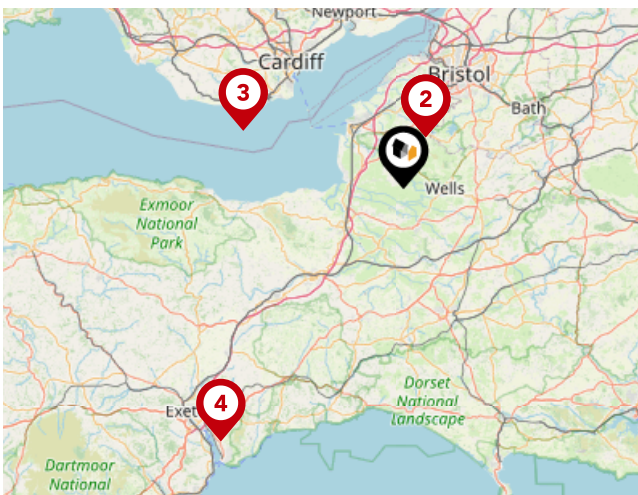 Newport
Cardiff
3
Bristol
2
Bath
Wells
Exmoor
National
Park
4
Exet
Dorset
National
Landscape
Dartmoor
National